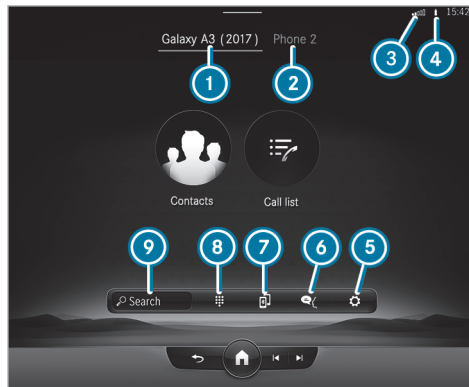 15:42
Galaxy A3 (2017) Phone 2
3 4
1 2
Contacts Call list
9 8 7 6 5
Search